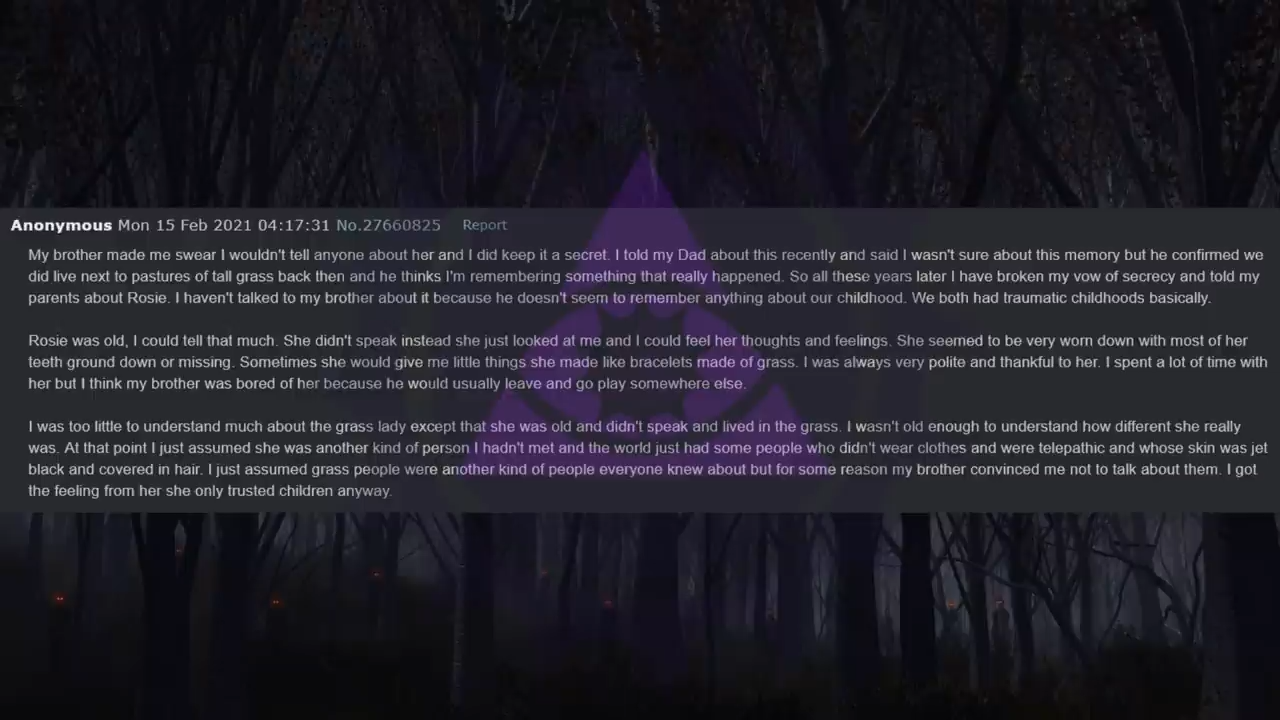 Anonymous Mon 15 Feb 2021 04:17:31 No.27660825 Report
My brother made me swear I wouldn't tell anyone about her and I did keep it a secret. I told my Dad about this recently and said I wasn't sure about this memory but he confirmed we
did live next to pastures of tall grass back then and he thinks I'm remembering something that really happened. So all these years later I have broken my vow of secrecy and told my
parents about Rosie. I haven't talked to my brother about it because he doesn't seem to remember anything about our childhood. We both had traumatic childhoods basically.
Rosie was old, I could tell that much. She didn't speak instead she just looked at me and I could feel her thoughts and feelings. She seemed to be very worn down with most of her
teeth ground down or missing. Sometimes she would give me little things she made like bracelets made of grass. I was always very polite and thankful to her. I spent a lot of time with
her but I think my brother was bored of her because he would usually leave and go play somewhere else.
I was too little to understand much about the grass lady except that she was old and didn't speak and lived in the grass. I wasn't old enough to understand how different she really
was. At that point I just assumed she was another kind of person I hadn't met and the world just had some people who didn't wear clothes and were telepathic and whose skin was jet
black and covered in hair. I just assumed grass people were another kind of people everyone knew about but for some reason my brother convinced me not to talk about them. I got
the feeling from her she only trusted children anyway.